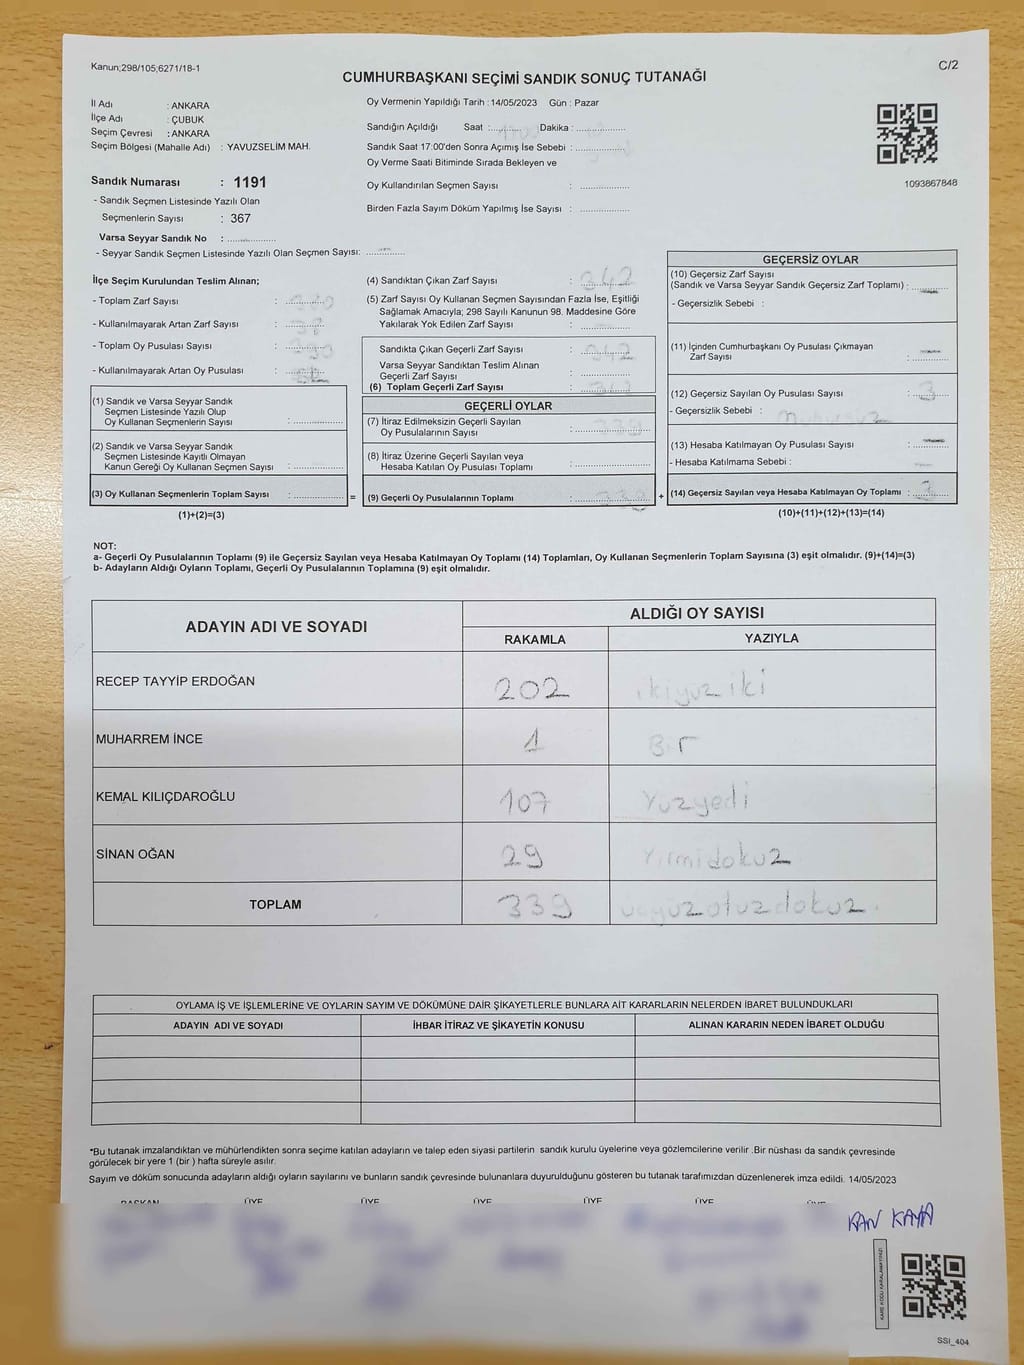 Kanun;298/105;6271/18-1
C/2
CUMHURBAŞKANI SEÇİMİ SANDIK SONUÇ TUTANAĞI
İl Adı : ANKARA
İlçe Adı : ÇUBUK
Seçim Çevresi : ANKARA
Seçim Bölgesi (Mahalle Adı) : YAVUZSELİM MAH.
Oy Vermenin Yapıldığı Tarih : 14/05/2023 Gün : Pazar
Sandığın Açıldığı Saat : Dakika :
Sandık Saat 17:00'den Sonra Açımış İse Sebebi :
Oy Verme Saati Bitiminde Sırada Bekleyen ve
Oy Kullandırılan Seçmen Sayısı :
Birden Fazla Sayım Döküm Yapılmış İse Sayısı :
1093867848
Sandık Numarası : 1191
- Sandık Seçmen Listesinde Yazılı Olan
Seçmenlerin Sayısı : 367
Varsa Seyyar Sandık No :
- Seyyar Sandık Seçmen Listesinde Yazılı Olan Seçmen Sayısı:
İlçe Seçim Kurulundan Teslim Alınan;
- Toplam Zarf Sayısı :
- Kullanılmayarak Artan Zarf Sayısı :
- Toplam Oy Pusulası Sayısı :
- Kullanılmayarak Artan Oy Pusulası :
(1) Sandık ve Varsa Seyyar Sandık
Seçmen Listesinde Yazılı Olup
Oy Kullanan Seçmenlerin Sayısı :
(2) Sandık ve Varsa Seyyar Sandık
Seçmen Listesinde Kayıtlı Olmayan
Kanun Gereği Oy Kullanan Seçmen Sayısı :
(3) Oy Kullanan Seçmenlerin Toplam Sayısı : =
(1)+(2)=(3)
(4) Sandıktan Çıkan Zarf Sayısı : 342
(5) Zarf Sayısı Oy Kullanan Seçmen Sayısından Fazla İse, Eşitliği
Sağlamak Amacıyla; 298 Sayılı Kanunun 98. Maddesine Göre
Yakılarak Yok Edilen Zarf Sayısı :
Sandıkta Çıkan Geçerli Zarf Sayısı : 342
Varsa Seyyar Sandıktan Teslim Alınan
Geçerli Zarf Sayısı :
(6) Toplam Geçerli Zarf Sayısı : 342
GEÇERLİ OYLAR
(7) İtiraz Edilmeksizin Geçerli Sayılan
Oy Pusulalarının Sayısı : 339
(8) İtiraz Üzerine Geçerli Sayılan veya
Hesaba Katılan Oy Pusulası Toplamı :
(9) Geçerli Oy Pusulalarının Toplamı : 339 +
GEÇERSİZ OYLAR
(10) Geçersiz Zarf Sayısı
(Sandık ve Varsa Seyyar Sandık Geçersiz Zarf Toplamı) :
- Geçersizlik Sebebi :
(11) İçinden Cumhurbaşkanı Oy Pusulası Çıkmayan
Zarf Sayısı :
(12) Geçersiz Sayılan Oy Pusulası Sayısı : 3
- Geçersizlik Sebebi : mühürsüz
(13) Hesaba Katılmayan Oy Pusulası Sayısı :
- Hesaba Katılmama Sebebi :
(14) Geçersiz Sayılan veya Hesaba Katılmayan Oy Toplamı : 3
(10)+(11)+(12)+(13)=(14)
NOT:
a- Geçerli Oy Pusulalarının Toplamı (9) ile Geçersiz Sayılan veya Hesaba Katılmayan Oy Toplamı (14) Toplamları, Oy Kullanan Seçmenlerin Toplam Sayısına (3) eşit olmalıdır. (9)+(14)=(3)
b- Adayların Aldığı Oyların Toplamı, Geçerli Oy Pusulalarının Toplamına (9) eşit olmalıdır.
ADAYIN ADI VE SOYADI
ALDIĞI OY SAYISI
RAKAMLA YAZIYLA
RECEP TAYYİP ERDOĞAN 202 ikiyüz iki
MUHARREM İNCE 1 Bir
KEMAL KILIÇDAROĞLU 107 Yüzyedi
SİNAN OĞAN 29 Yirmidokuz
TOPLAM 339 üçyüzotuzdokuz
OYLAMA İŞ VE İŞLEMLERİNE VE OYLARIN SAYIM VE DÖKÜMÜNE DAİR ŞİKAYETLERLE BUNLARA AİT KARARLARIN NELERDEN İBARET BULUNDUKLARI
ADAYIN ADI VE SOYADI İHBAR İTİRAZ VE ŞİKAYETİN KONUSU ALINAN KARARIN NEDEN İBARET OLDUĞU
*Bu tutanak imzalandıktan ve mühürlendikten sonra seçime katılan adayların ve talep eden siyasi partilerin sandık kurulu üyelerine veya gözlemcilerine verilir .Bir nüshası da sandık çevresinde
görülecek bir yere 1 (bir ) hafta süreyle asılır.
Sayım ve döküm sonucunda adayların aldığı oyların sayılarını ve bunların sandık çevresinde bulunanlara duyurulduğunu gösteren bu tutanak tarafımızdan düzenlenerek imza edildi. 14/05/2023
BAŞKAN ÜYE ÜYE ÜYE ÜYE ÜYE ÜYE
KAN KAYA
KARE KODU KARALAMAYINIZ!
SSI_404